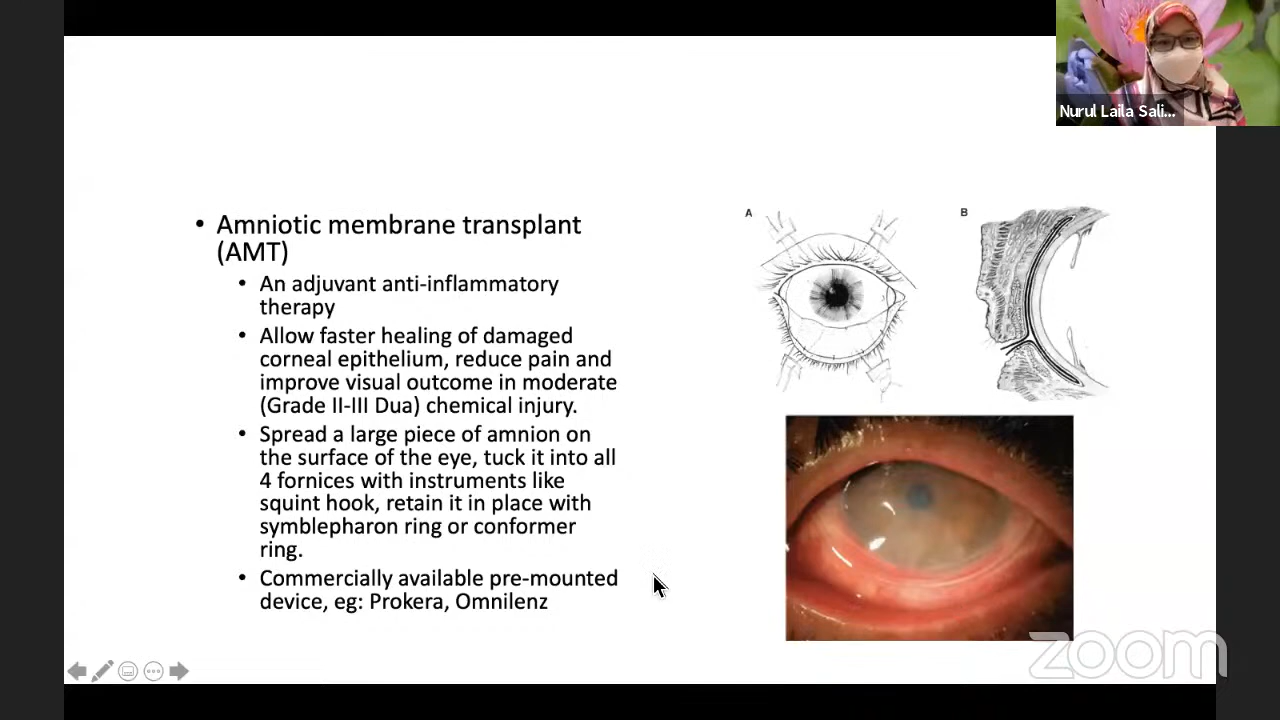 Nurul Laila Sali...
• Amniotic membrane transplant
(AMT)
• An adjuvant anti-inflammatory
therapy
• Allow faster healing of damaged
corneal epithelium, reduce pain and
improve visual outcome in moderate
(Grade II-III Dua) chemical injury.
• Spread a large piece of amnion on
the surface of the eye, tuck it into all
4 fornices with instruments like
squint hook, retain it in place with
symblepharon ring or conformer
ring.
• Commercially available pre-mounted
device, eg: Prokera, Omnilenz
A
B
zoom